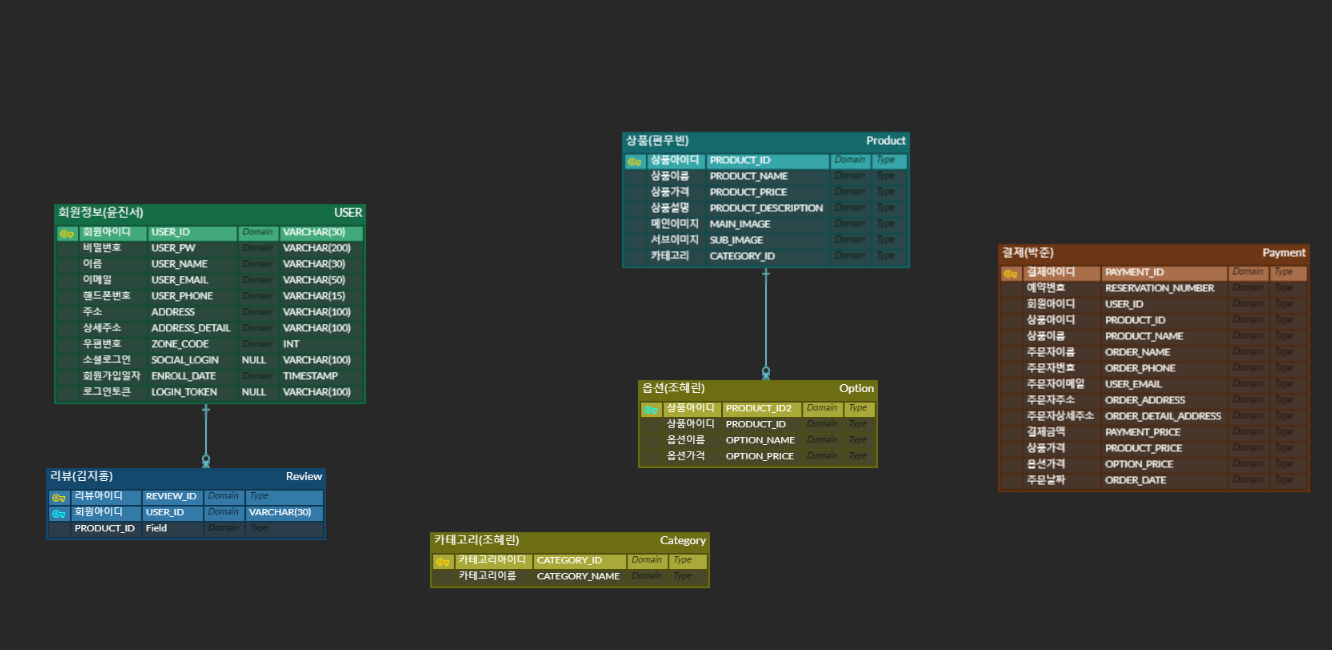 상품(편무빈) Product
상품아이디 PRODUCT_ID Domain Type
상품이름 PRODUCT_NAME Domain Type
상품가격 PRODUCT_PRICE Domain Type
상품설명 PRODUCT_DESCRIPTION Domain Type
메인이미지 MAIN_IMAGE Domain Type
서브이미지 SUB_IMAGE Domain Type
카테고리 CATEGORY_ID Domain Type
회원정보(윤진서) USER
회원아이디 USER_ID Domain VARCHAR(30)
비밀번호 USER_PW Domain VARCHAR(200)
이름 USER_NAME Domain VARCHAR(30)
이메일 USER_EMAIL Domain VARCHAR(50)
핸드폰번호 USER_PHONE Domain VARCHAR(15)
주소 ADDRESS Domain VARCHAR(100)
상세주소 ADDRESS_DETAIL Domain VARCHAR(100)
우편번호 ZONE_CODE Domain INT
소셜로그인 SOCIAL_LOGIN NULL VARCHAR(100)
회원가입일자 ENROLL_DATE Domain TIMESTAMP
로그인토큰 LOGIN_TOKEN NULL VARCHAR(100)
결제(박준) Payment
결제아이디 PAYMENT_ID Domain Type
예약번호 RESERVATION_NUMBER Domain Type
회원아이디 USER_ID Domain Type
상품아이디 PRODUCT_ID Domain Type
상품이름 PRODUCT_NAME Domain Type
주문자이름 ORDER_NAME Domain Type
주문자번호 ORDER_PHONE Domain Type
주문자이메일 USER_EMAIL Domain Type
주문자주소 ORDER_ADDRESS Domain Type
주문자상세주소 ORDER_DETAIL_ADDRESS Domain Type
결제금액 PAYMENT_PRICE Domain Type
상품가격 PRODUCT_PRICE Domain Type
옵션가격 OPTION_PRICE Domain Type
주문날짜 ORDER_DATE Domain Type
옵션(조혜린) Option
상품아이디 PRODUCT_ID2 Domain Type
상품아이디 PRODUCT_ID Domain Type
옵션이름 OPTION_NAME Domain Type
옵션가격 OPTION_PRICE Domain Type
리뷰(김지홍) Review
리뷰아이디 REVIEW_ID Domain Type
회원아이디 USER_ID Domain VARCHAR(30)
PRODUCT_ID Field Domain Type
카테고리(조혜린) Category
카테고리아이디 CATEGORY_ID Domain Type
카테고리이름 CATEGORY_NAME Domain Type